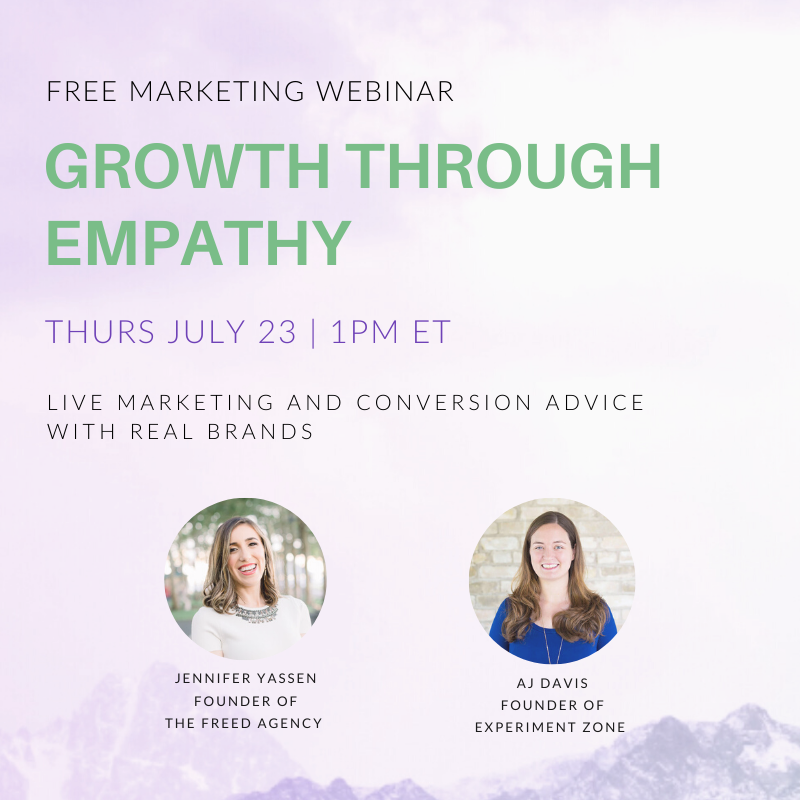 FREE MARKETING WEBINAR
GROWTH THROUGH
EMPATHY
THURS JULY 23 | 1PM ET
LIVE MARKETING AND CONVERSION ADVICE
WITH REAL BRANDS
JENNIFER YASSEN
FOUNDER OF
THE FREED AGENCY
AJ DAVIS
FOUNDER OF
EXPERIMENT ZONE